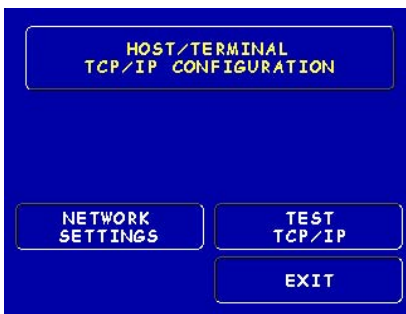 HOST/TERMINAL
TCP/IP CONFIGURATION
NETWORK
SETTINGS
TEST
TCP/IP
EXIT